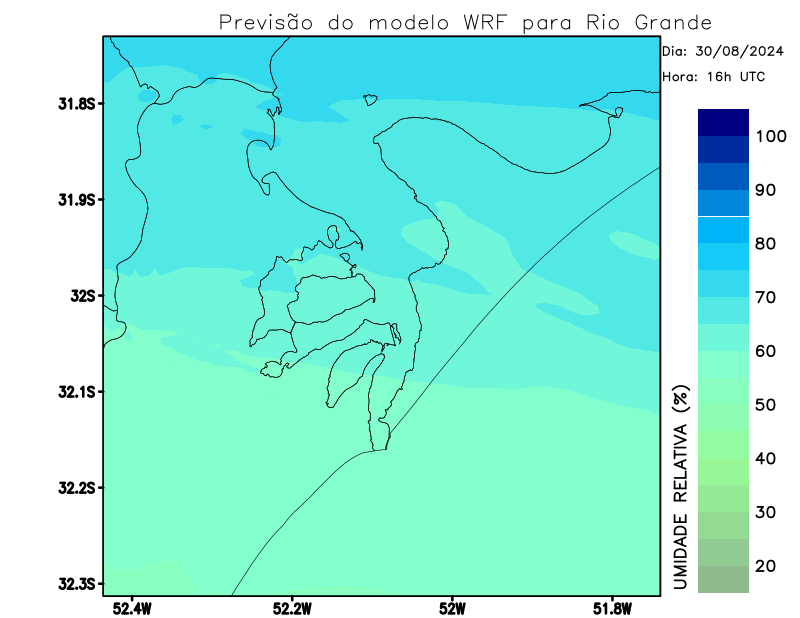 Previsão do modelo WRF para Rio Grande
Dia: 30/08/2024
Hora: 16h UTC
31.8S
31.9S
32S
32.1S
32.2S
32.3S
52.4W
52.2W
52W
51.8W
100
90
80
70
60
50
40
30
20
UMIDADE RELATIVA (%)